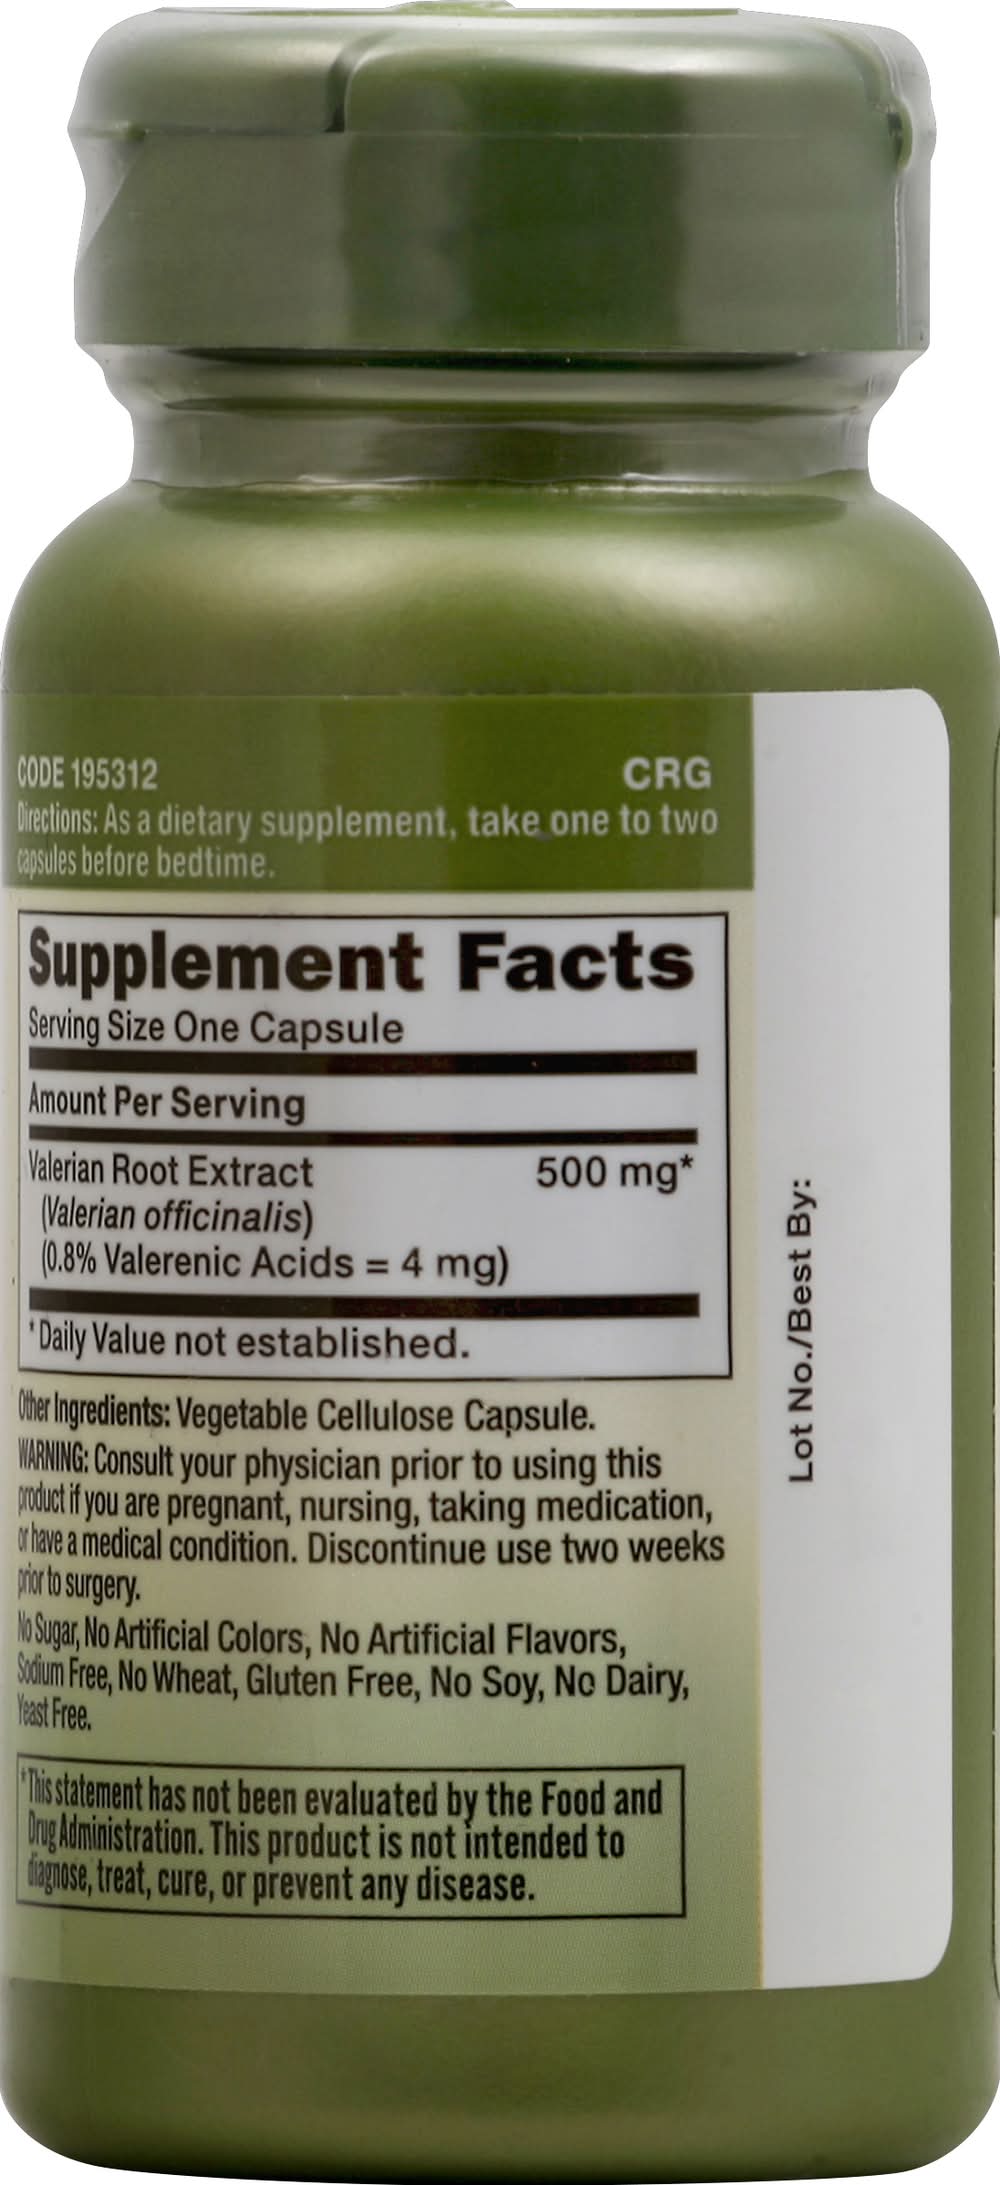 CODE 195312 CRG
Directions: As a dietary supplement, take one to two
capsules before bedtime.
Supplement Facts
Serving Size One Capsule
Amount Per Serving
Valerian Root Extract 500 mg*
(Valerian officinalis)
(0.8% Valerenic Acids = 4 mg)
* Daily Value not established.
Other Ingredients: Vegetable Cellulose Capsule.
WARNING: Consult your physician prior to using this
product if you are pregnant, nursing, taking medication,
or have a medical condition. Discontinue use two weeks
prior to surgery.
No Sugar, No Artificial Colors, No Artificial Flavors,
Sodium Free, No Wheat, Gluten Free, No Soy, No Dairy,
Yeast Free.
*This statement has not been evaluated by the Food and
Drug Administration. This product is not intended to
diagnose, treat, cure, or prevent any disease.
Lot No./Best By: